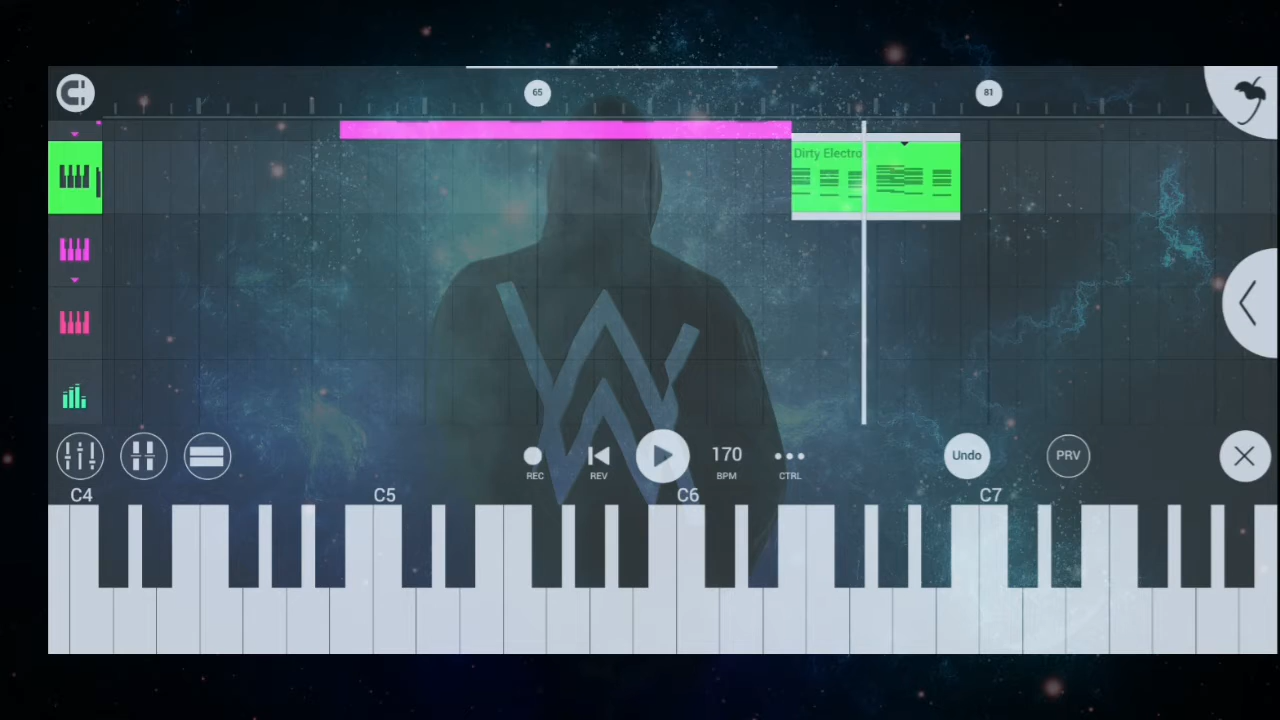 65
81
Dirty Electro
170
REC
REV
BPM
CTRL
Undo
PRV
C4
C5
C6
C7